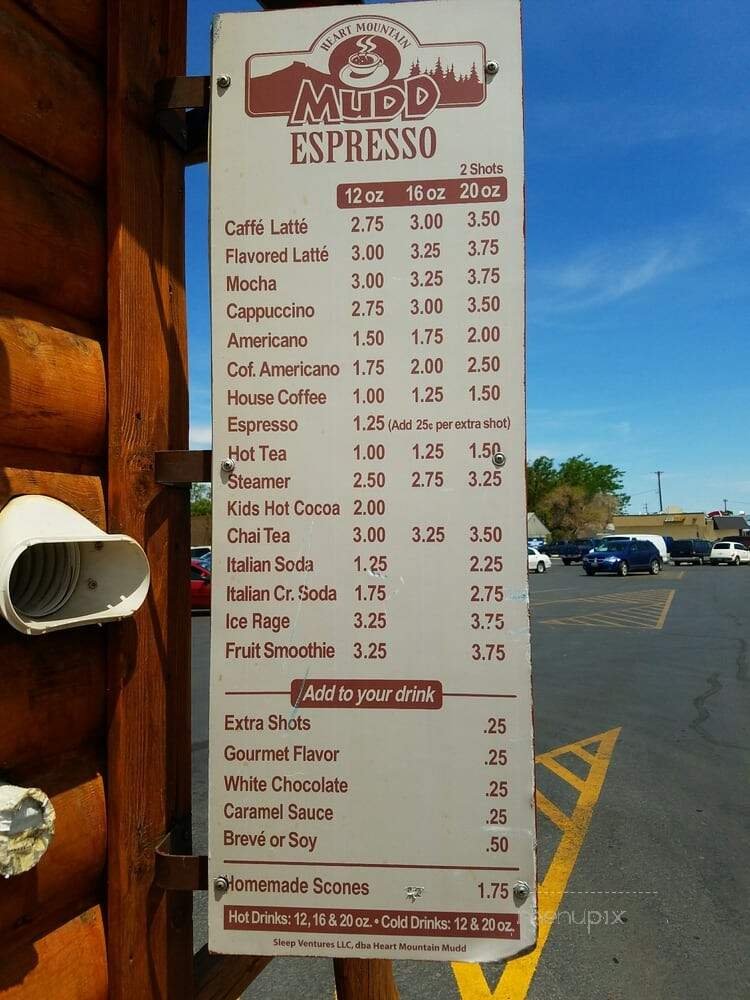 HEART MOUNTAIN
MUDD
ESPRESSO
2 Shots
12 oz 16 oz 20 oz
Caffé Latté 2.75 3.00 3.50
Flavored Latté 3.00 3.25 3.75
Mocha 3.00 3.25 3.75
Cappuccino 2.75 3.00 3.50
Americano 1.50 1.75 2.00
Cof. Americano 1.75 2.00 2.50
House Coffee 1.00 1.25 1.50
Espresso 1.25 (Add 25¢ per extra shot)
Hot Tea 1.00 1.25 1.50
Steamer 2.50 2.75 3.25
Kids Hot Cocoa 2.00
Chai Tea 3.00 3.25 3.50
Italian Soda 1.25 2.25
Italian Cr. Soda 1.75 2.75
Ice Rage 3.25 3.75
Fruit Smoothie 3.25 3.75
Add to your drink
Extra Shots .25
Gourmet Flavor .25
White Chocolate .25
Caramel Sauce .25
Brevé or Soy .50
Homemade Scones 1.75
Hot Drinks: 12, 16 & 20 oz. • Cold Drinks: 12 & 20 oz.
Sleep Ventures LLC, dba Heart Mountain Mudd
menupix